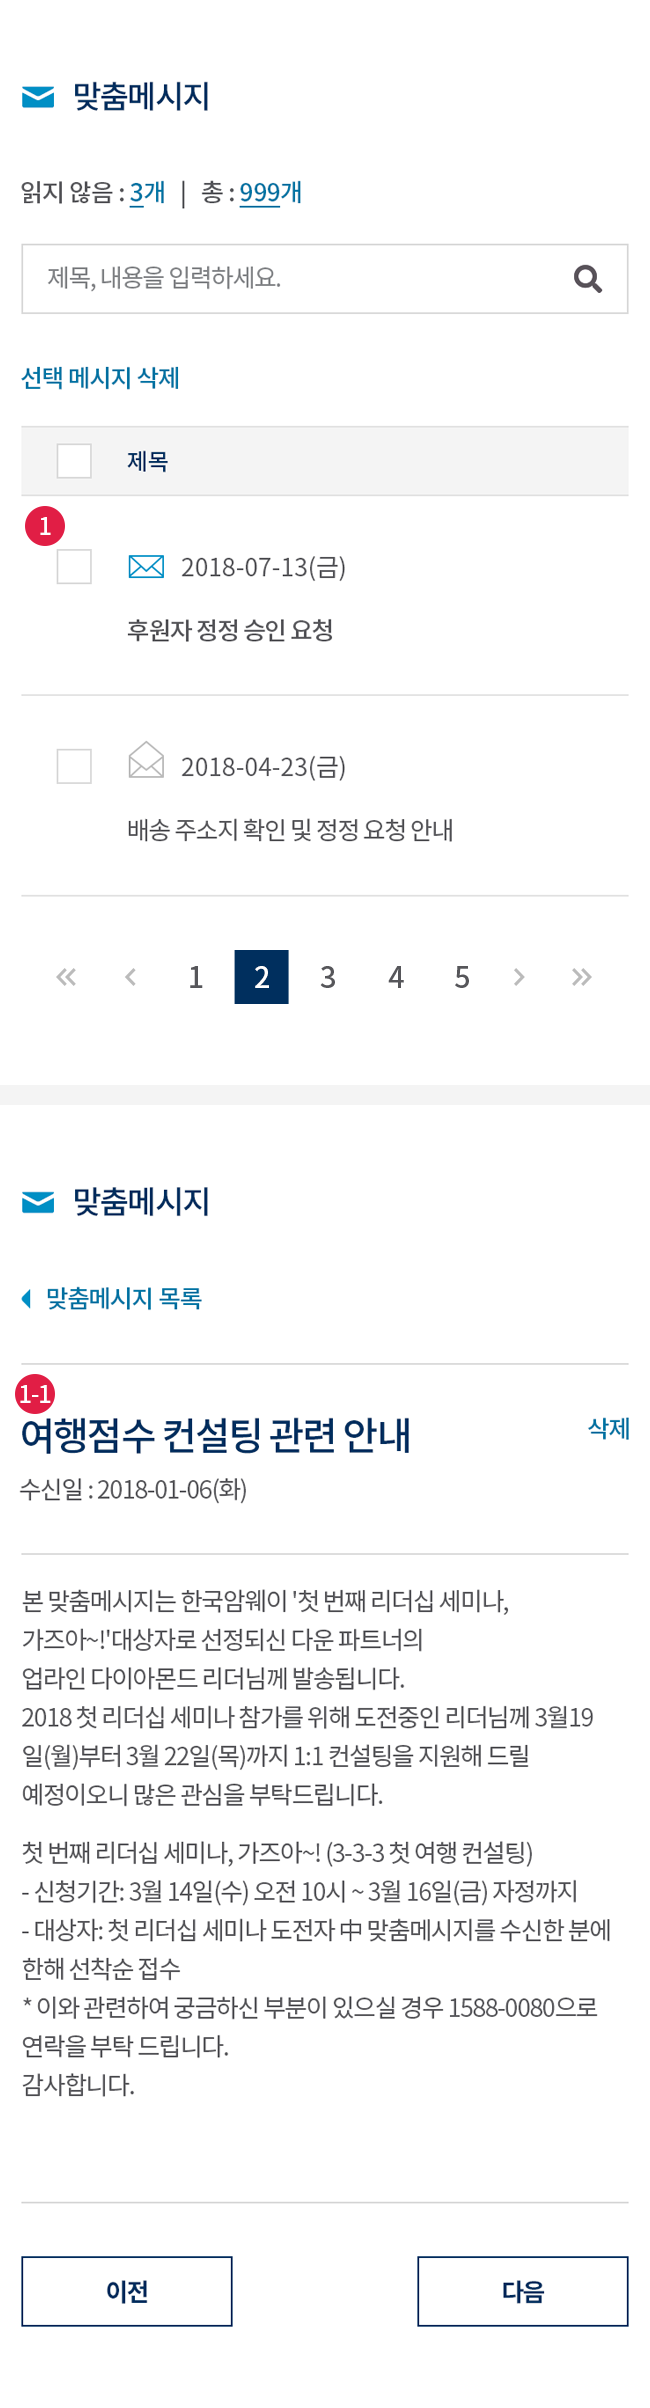 맞춤메시지
읽지 않음 : 3개 | 총 : 999개
제목, 내용을 입력하세요.
선택 메시지 삭제
제목
1
2018-07-13(금)
후원자 정정 승인 요청
2018-04-23(금)
배송 주소지 확인 및 정정 요청 안내
1 2 3 4 5
맞춤메시지
맞춤메시지 목록
1-1
여행점수 컨설팅 관련 안내
삭제
수신일 : 2018-01-06(화)
본 맞춤메시지는 한국암웨이 '첫 번째 리더십 세미나,
가즈아~!'대상자로 선정되신 다운 파트너의
업라인 다이아몬드 리더님께 발송됩니다.
2018 첫 리더십 세미나 참가를 위해 도전중인 리더님께 3월19
일(월)부터 3월 22일(목)까지 1:1 컨설팅을 지원해 드릴
예정이오니 많은 관심을 부탁드립니다.
첫 번째 리더십 세미나, 가즈아~! (3-3-3 첫 여행 컨설팅)
- 신청기간: 3월 14일(수) 오전 10시 ~ 3월 16일(금) 자정까지
- 대상자: 첫 리더십 세미나 도전자 中 맞춤메시지를 수신한 분에
한해 선착순 접수
* 이와 관련하여 궁금하신 부분이 있으실 경우 1588-0080으로
연락을 부탁 드립니다.
감사합니다.
이전
다음